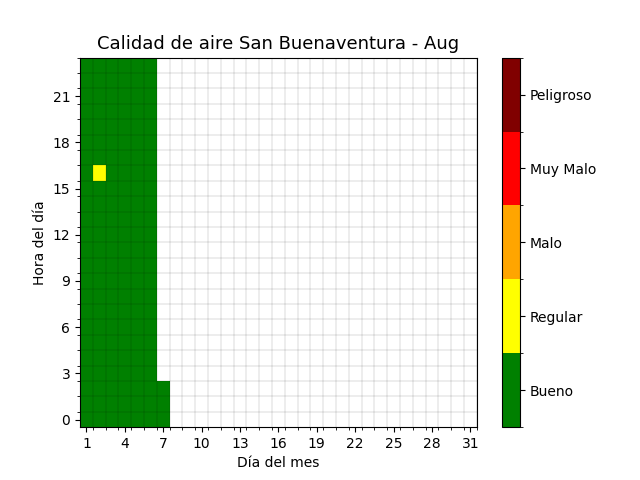 Calidad de aire San Buenaventura - Aug
Hora del día
21
18
15
12
9
6
3
0
1 4 7 10 13 16 19 22 25 28 31
Día del mes
Peligroso
Muy Malo
Malo
Regular
Bueno